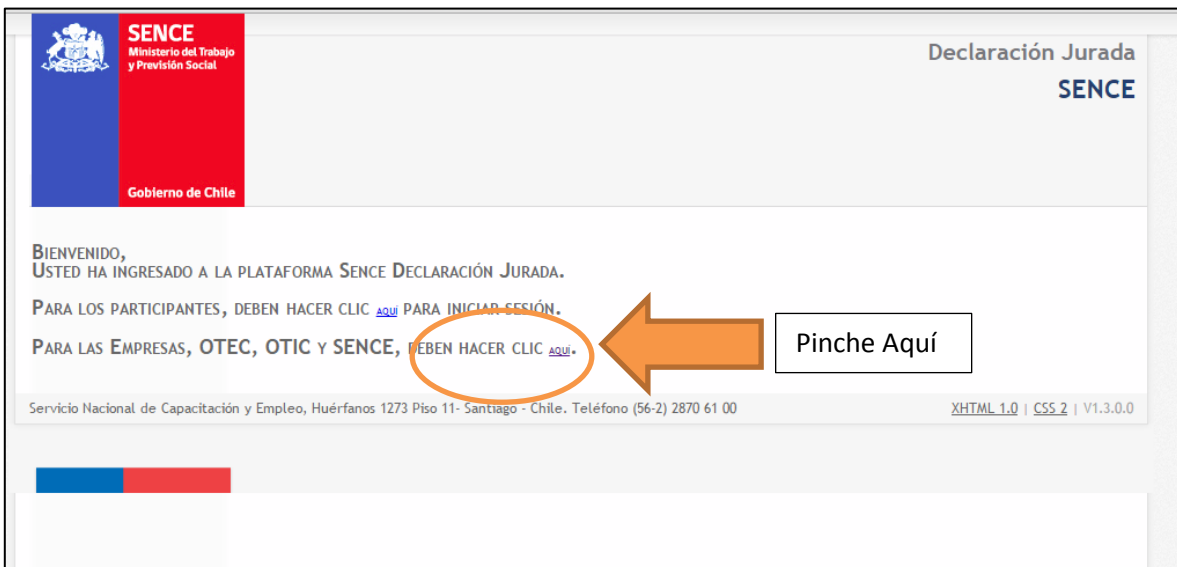 SENCE
Ministerio del Trabajo
y Previsión Social
Gobierno de Chile
Declaración Jurada
SENCE
Bienvenido,
Usted ha ingresado a la plataforma Sence Declaración Jurada.
Para los participantes, deben hacer clic aquí para iniciar sesión.
Para las Empresas, OTEC, OTIC y SENCE, deben hacer clic aquí.
Pinche Aquí
Servicio Nacional de Capacitación y Empleo, Huérfanos 1273 Piso 11- Santiago - Chile. Teléfono (56-2) 2870 61 00
XHTML 1.0 | CSS 2 | V1.3.0.0